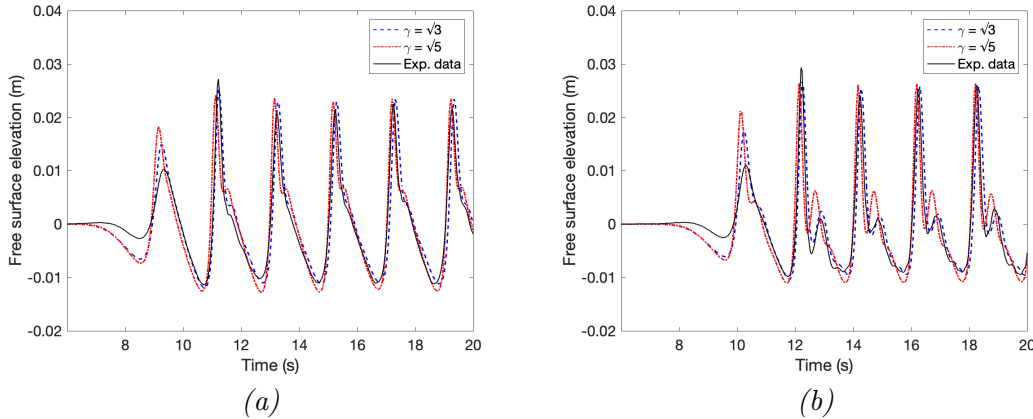 0.04
0.03
0.02
0.01
0
-0.01
-0.02
Free surface elevation (m)
8 10 12 14 16 18 20
Time (s)
γ = √3
γ = √5
Exp. data
(a)
0.04
0.03
0.02
0.01
0
-0.01
-0.02
Free surface elevation (m)
8 10 12 14 16 18 20
Time (s)
γ = √3
γ = √5
Exp. data
(b)